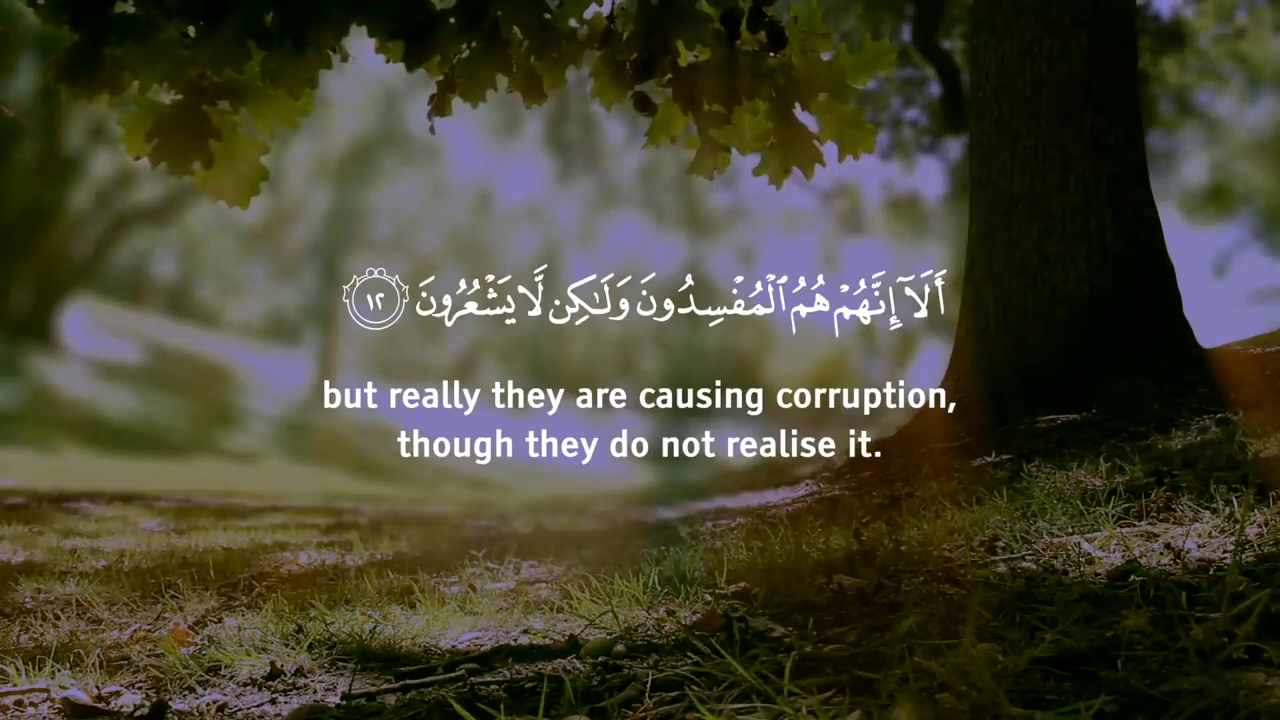 أَلَآ إِنَّهُمْ هُمُ ٱلْمُفْسِدُونَ وَلَـٰكِن لَّا يَشْعُرُونَ ١٢
but really they are causing corruption,
though they do not realise it.